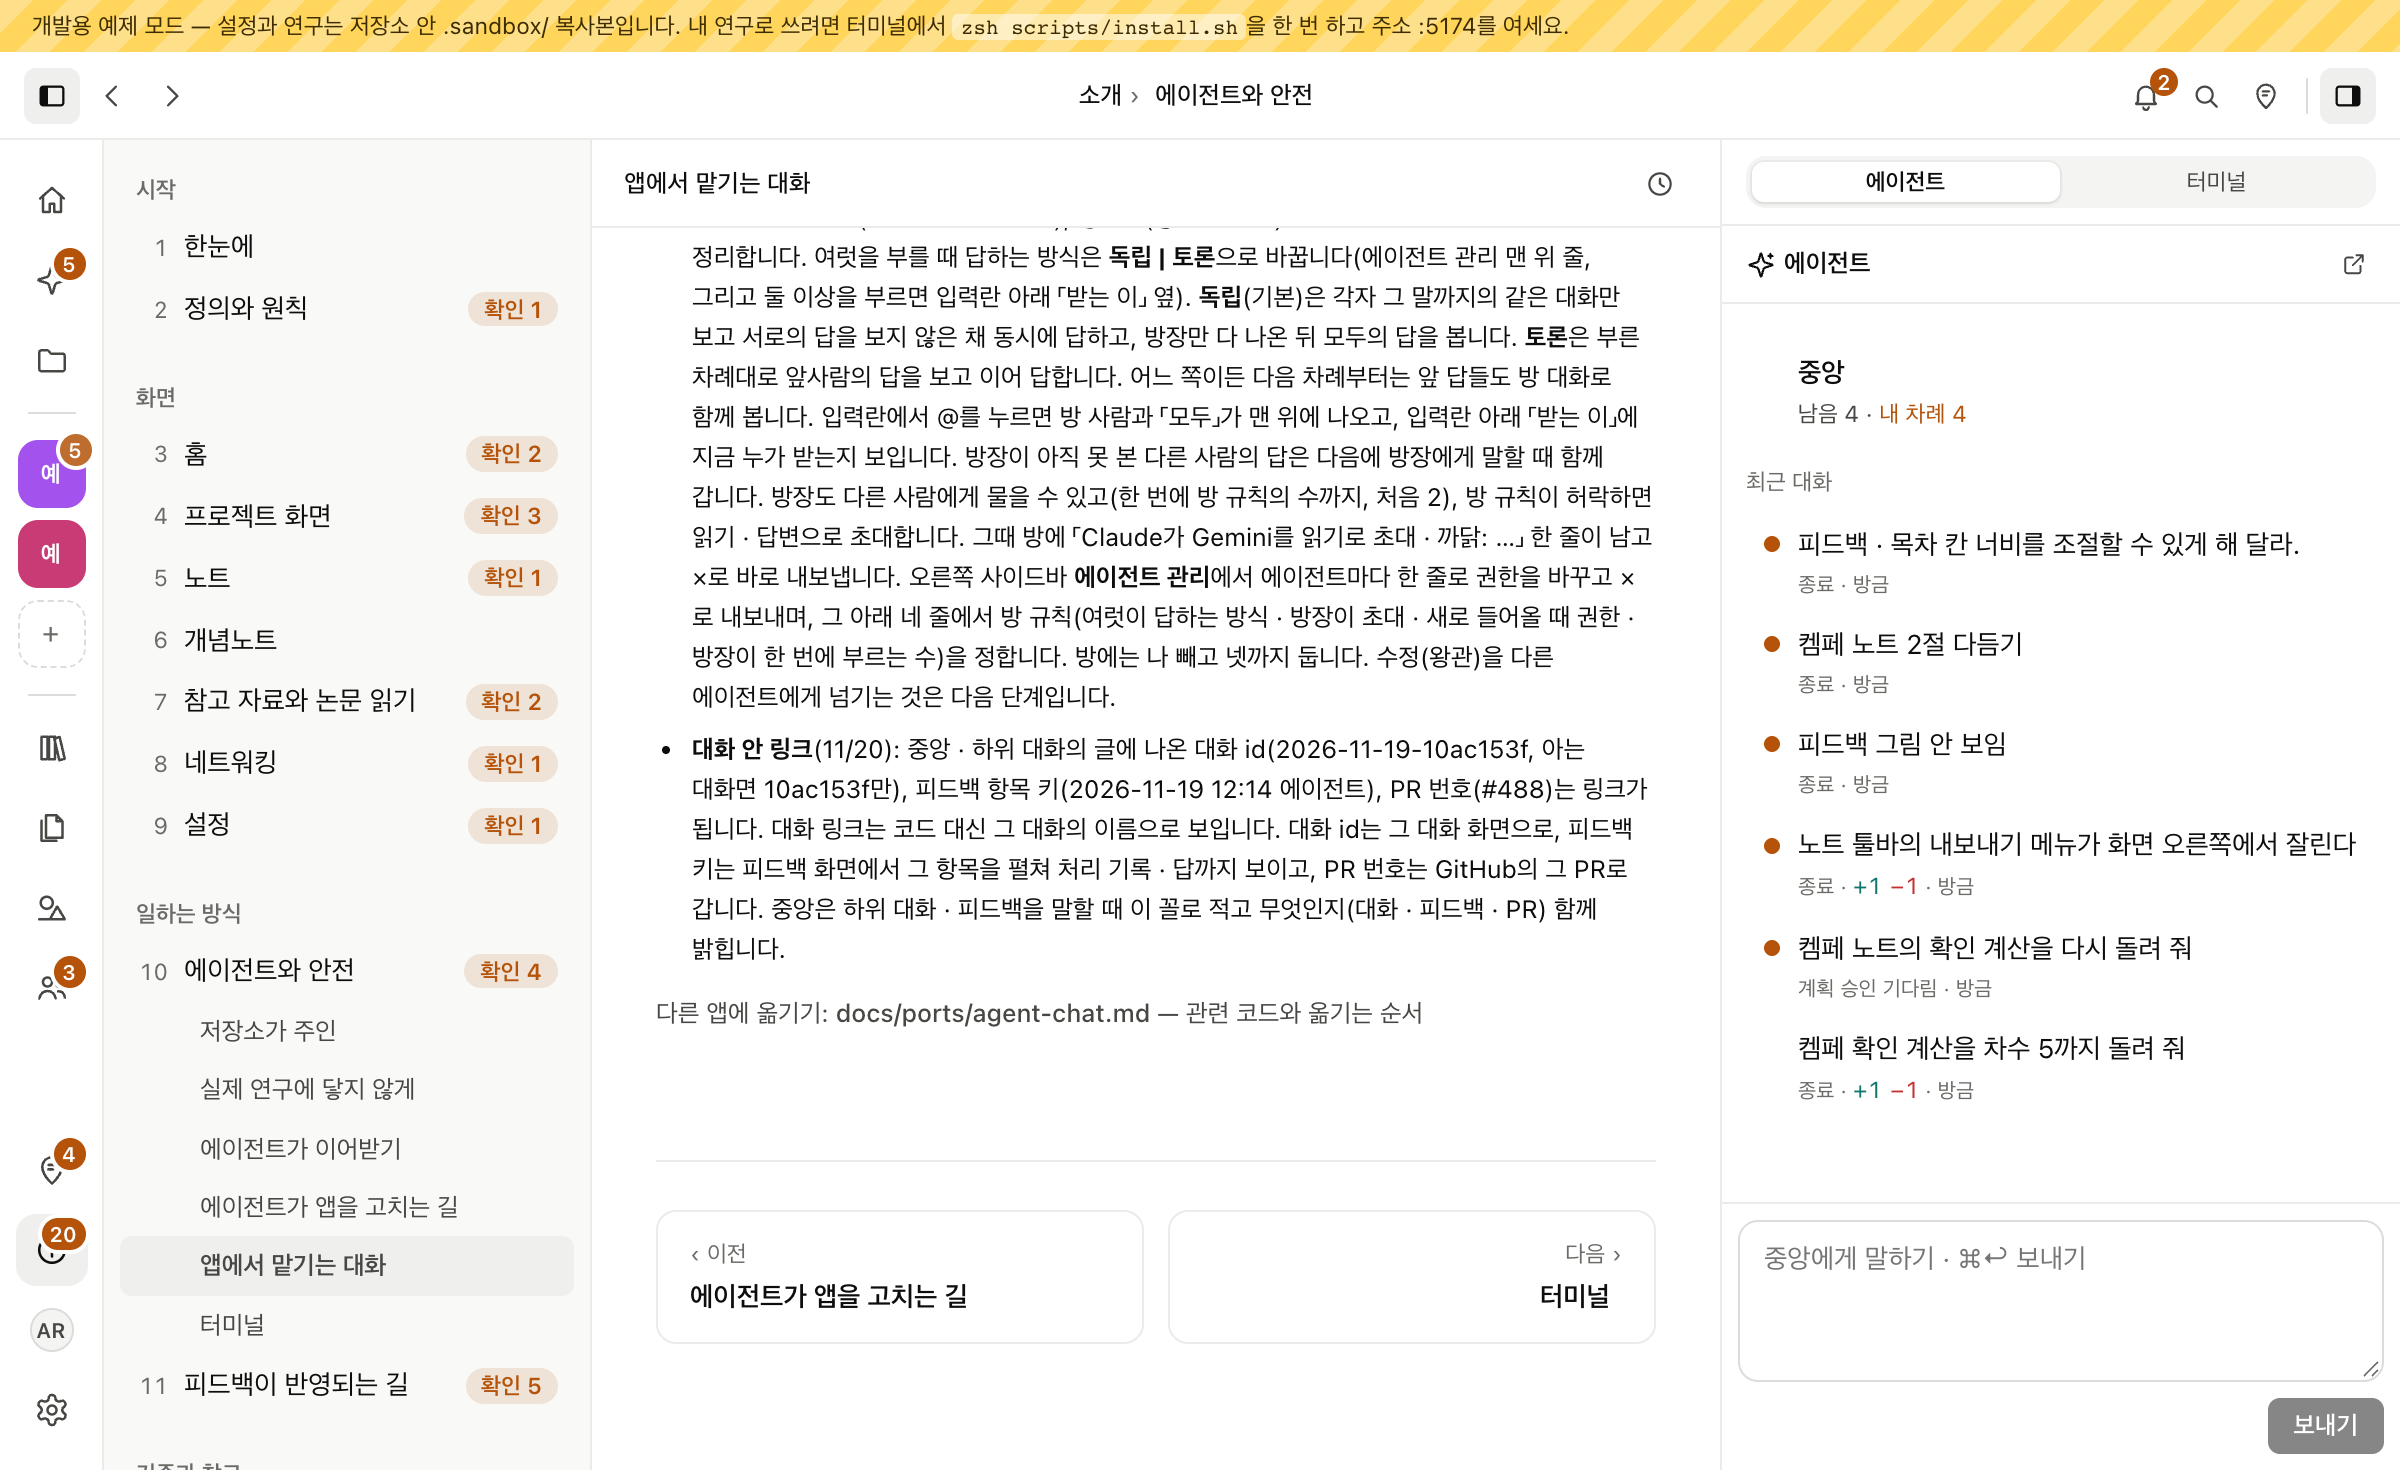 개발용 예제 모드 — 설정과 연구는 저장소 안 .sandbox/ 복사본입니다. 내 연구로 쓰려면 터미널에서 zsh scripts/install.sh을 한 번 하고 주소 :5174를 여세요.
소개 › 에이전트와 안전
2
5
5
예
예
+
3
4
20
AR
시작
1 한눈에
2 정의와 원칙 확인 1
화면
3 홈 확인 2
4 프로젝트 화면 확인 3
5 노트 확인 1
6 개념노트
7 참고 자료와 논문 읽기 확인 2
8 네트워킹 확인 1
9 설정 확인 1
일하는 방식
10 에이전트와 안전 확인 4
저장소가 주인
실제 연구에 닿지 않게
에이전트가 이어받기
에이전트가 앱을 고치는 길
앱에서 맡기는 대화
터미널
11 피드백이 반영되는 길 확인 5
앱에서 맡기는 대화
정리합니다. 여럿을 부를 때 답하는 방식은 독립 | 토론으로 바꿉니다(에이전트 관리 맨 위 줄,
그리고 둘 이상을 부르면 입력란 아래 「받는 이」 옆). 독립(기본)은 각자 그 말까지의 같은 대화만
보고 서로의 답을 보지 않은 채 동시에 답하고, 방장만 다 나온 뒤 모두의 답을 봅니다. 토론은 부른
차례대로 앞사람의 답을 보고 이어 답합니다. 어느 쪽이든 다음 차례부터는 앞 답들도 방 대화로
함께 봅니다. 입력란에서 @를 누르면 방 사람과 「모두」가 맨 위에 나오고, 입력란 아래 「받는 이」에
지금 누가 받는지 보입니다. 방장이 아직 못 본 다른 사람의 답은 다음에 방장에게 말할 때 함께
갑니다. 방장도 다른 사람에게 물을 수 있고(한 번에 방 규칙의 수까지, 처음 2), 방 규칙이 허락하면
읽기 · 답변으로 초대합니다. 그때 방에 「Claude가 Gemini를 읽기로 초대 · 까닭: …」 한 줄이 남고
×로 바로 내보냅니다. 오른쪽 사이드바 에이전트 관리에서 에이전트마다 한 줄로 권한을 바꾸고 ×
로 내보내며, 그 아래 네 줄에서 방 규칙(여럿이 답하는 방식 · 방장이 초대 · 새로 들어올 때 권한 ·
방장이 한 번에 부르는 수)을 정합니다. 방에는 나 빼고 넷까지 둡니다. 수정(왕관)을 다른
에이전트에게 넘기는 것은 다음 단계입니다.
• 대화 안 링크(11/20): 중앙 · 하위 대화의 글에 나온 대화 id(2026-11-19-10ac153f, 아는
대화면 10ac153f만), 피드백 항목 키(2026-11-19 12:14 에이전트), PR 번호(#488)는 링크가
됩니다. 대화 링크는 코드 대신 그 대화의 이름으로 보입니다. 대화 id는 그 대화 화면으로, 피드백
키는 피드백 화면에서 그 항목을 펼쳐 처리 기록 · 답까지 보이고, PR 번호는 GitHub의 그 PR로
갑니다. 중앙은 하위 대화 · 피드백을 말할 때 이 꼴로 적고 무엇인지(대화 · 피드백 · PR) 함께
밝힙니다.
다른 앱에 옮기기: docs/ports/agent-chat.md — 관련 코드와 옮기는 순서
‹ 이전
에이전트가 앱을 고치는 길
다음 ›
터미널
에이전트
터미널
에이전트
중앙
남음 4 · 내 차례 4
최근 대화
피드백 · 목차 칸 너비를 조절할 수 있게 해 달라.
종료 · 방금
켐페 노트 2절 다듬기
종료 · 방금
피드백 그림 안 보임
종료 · 방금
노트 툴바의 내보내기 메뉴가 화면 오른쪽에서 잘린다
종료 · +1 −1 · 방금
켐페 노트의 확인 계산을 다시 돌려 줘
계획 승인 기다림 · 방금
켐페 확인 계산을 차수 5까지 돌려 줘
종료 · +1 −1 · 방금
중앙에게 말하기 · ⌘↩ 보내기
보내기